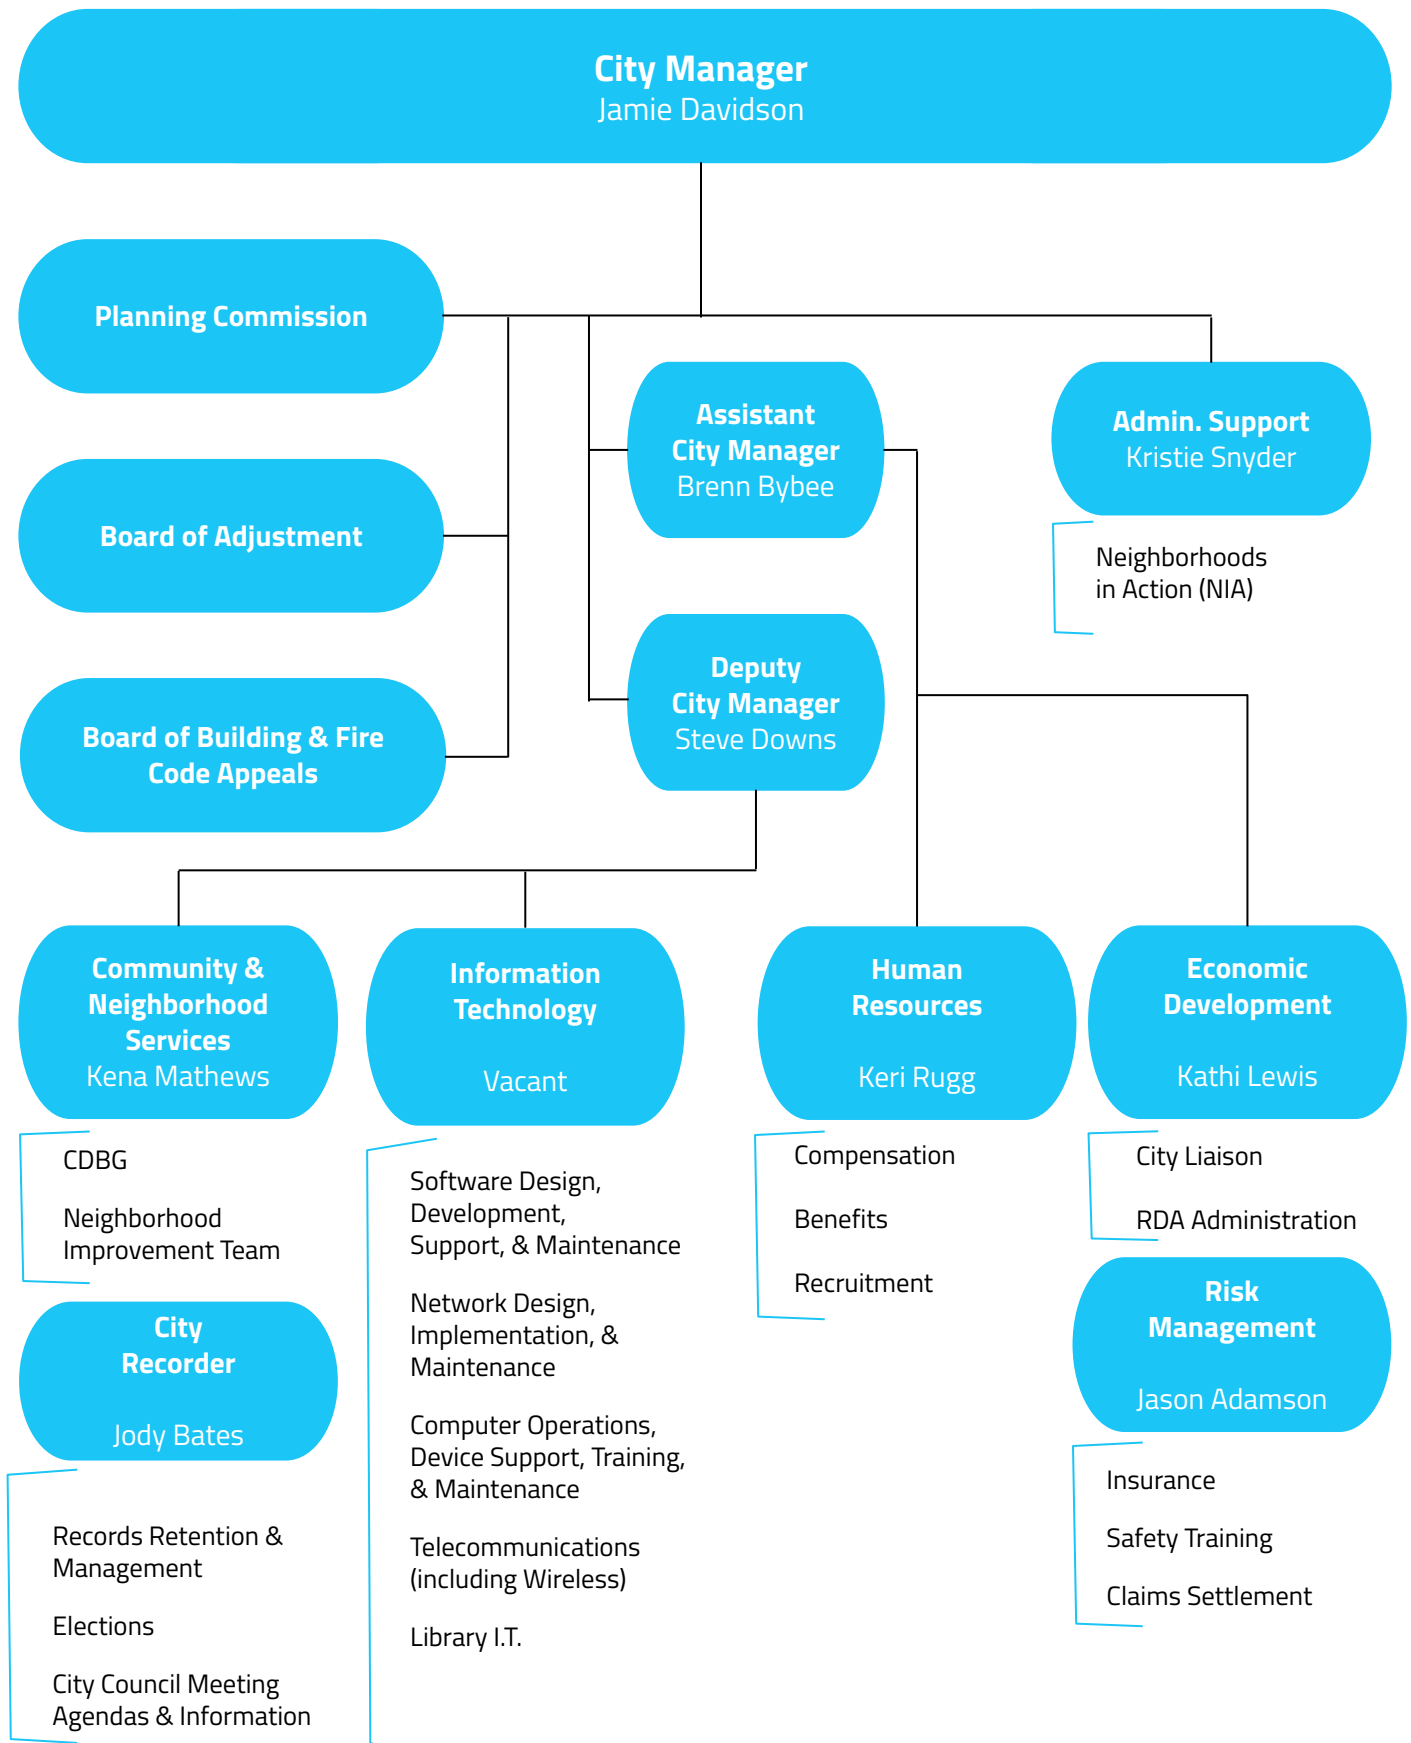 City Manager
Jamie Davidson
Planning Commission
Assistant
City Manager
Brenn Bybee
Admin. Support
Kristie Snyder
Neighborhoods
in Action (NIA)
Board of Adjustment
Deputy
City Manager
Steve Downs
Board of Building & Fire
Code Appeals
Community &
Neighborhood
Services
Kena Mathews
CDBG
Neighborhood
Improvement Team
City
Recorder
Jody Bates
Records Retention &
Management
Elections
City Council Meeting
Agendas & Information
Information
Technology
Vacant
Software Design,
Development,
Support, & Maintenance
Network Design,
Implementation, &
Maintenance
Computer Operations,
Device Support, Training,
& Maintenance
Telecommunications
(including Wireless)
Library I.T.
Human
Resources
Keri Rugg
Compensation
Benefits
Recruitment
Economic
Development
Kathi Lewis
City Liaison
RDA Administration
Risk
Management
Jason Adamson
Insurance
Safety Training
Claims Settlement